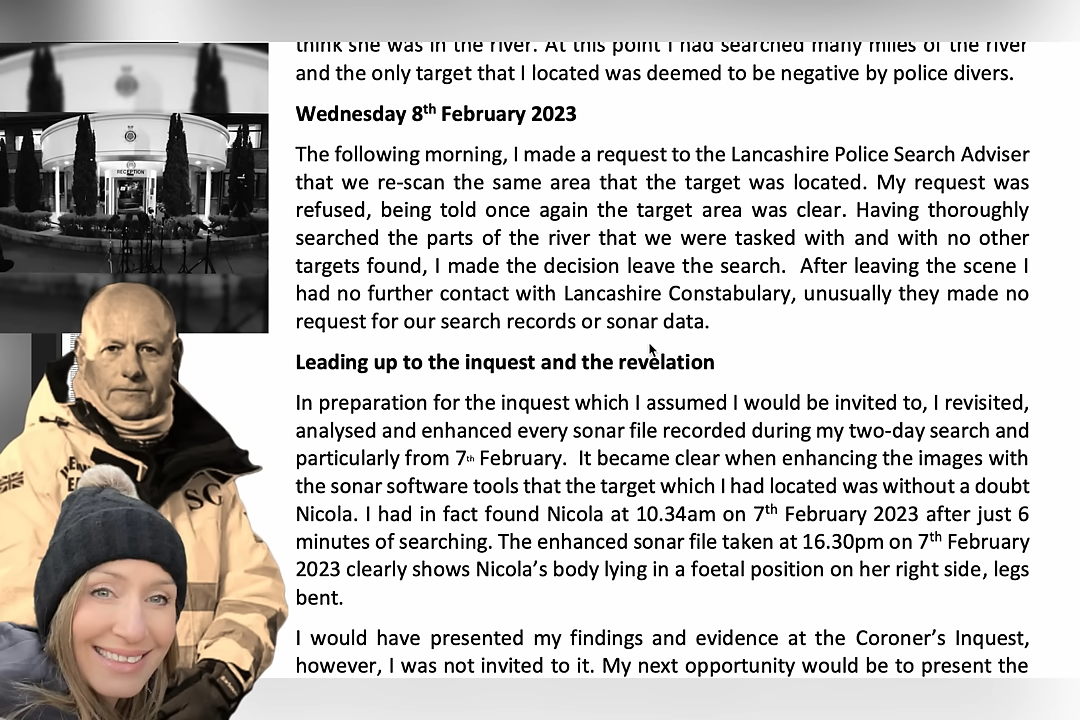 think she was in the river. At this point I had searched many miles of the river
and the only target that I located was deemed to be negative by police divers.
Wednesday 8th February 2023
The following morning, I made a request to the Lancashire Police Search Adviser
that we re-scan the same area that the target was located. My request was
refused, being told once again the target area was clear. Having thoroughly
searched the parts of the river that we were tasked with and with no other
targets found, I made the decision leave the search. After leaving the scene I
had no further contact with Lancashire Constabulary, unusually they made no
request for our search records or sonar data.
Leading up to the inquest and the revelation
In preparation for the inquest which I assumed I would be invited to, I revisited,
analysed and enhanced every sonar file recorded during my two-day search and
particularly from 7th February. It became clear when enhancing the images with
the sonar software tools that the target which I had located was without a doubt
Nicola. I had in fact found Nicola at 10.34am on 7th February 2023 after just 6
minutes of searching. The enhanced sonar file taken at 16.30pm on 7th February
2023 clearly shows Nicola's body lying in a foetal position on her right side, legs
bent.
I would have presented my findings and evidence at the Coroner's Inquest,
however, I was not invited to it. My next opportunity would be to present the
RECEPTION
SG